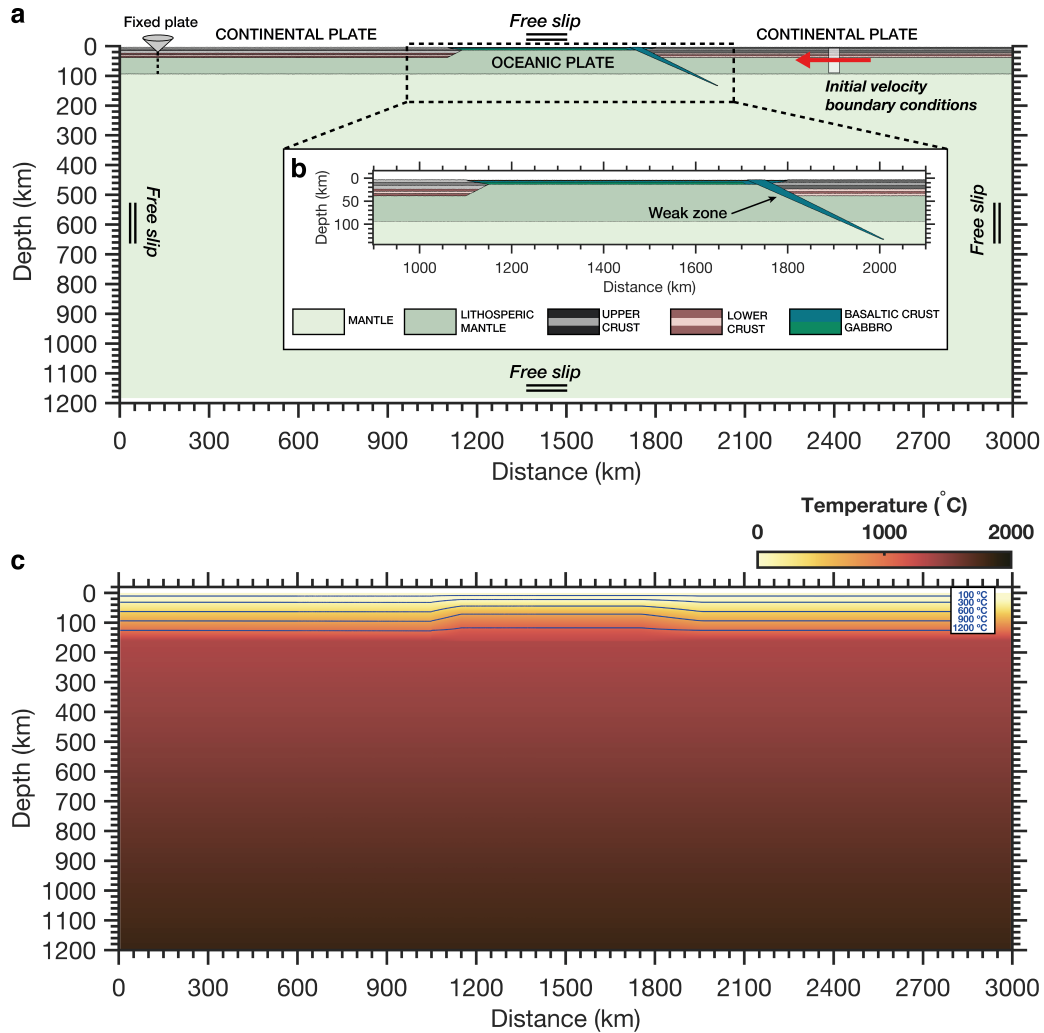 a
Fixed plate
CONTINENTAL PLATE
Free slip
CONTINENTAL PLATE
OCEANIC PLATE
Initial velocity
boundary conditions
0
100
200
300
400
500
600
700
800
900
1000
1100
1200
Depth (km)
Free slip
Free slip
b
0
50
100
Depth (km)
Weak zone
1000 1200 1400 1600 1800 2000
Distance (km)
MANTLE
LITHOSPERIC
MANTLE
UPPER
CRUST
LOWER
CRUST
BASALTIC CRUST
GABBRO
Free slip
0 300 600 900 1200 1500 1800 2100 2400 2700 3000
Distance (km)
Temperature (°C)
0 1000 2000
c
100 ºC
300 ºC
600 ºC
900 ºC
1200 ºC
0
100
200
300
400
500
600
700
800
900
1000
1100
1200
Depth (km)
0 300 600 900 1200 1500 1800 2100 2400 2700 3000
Distance (km)